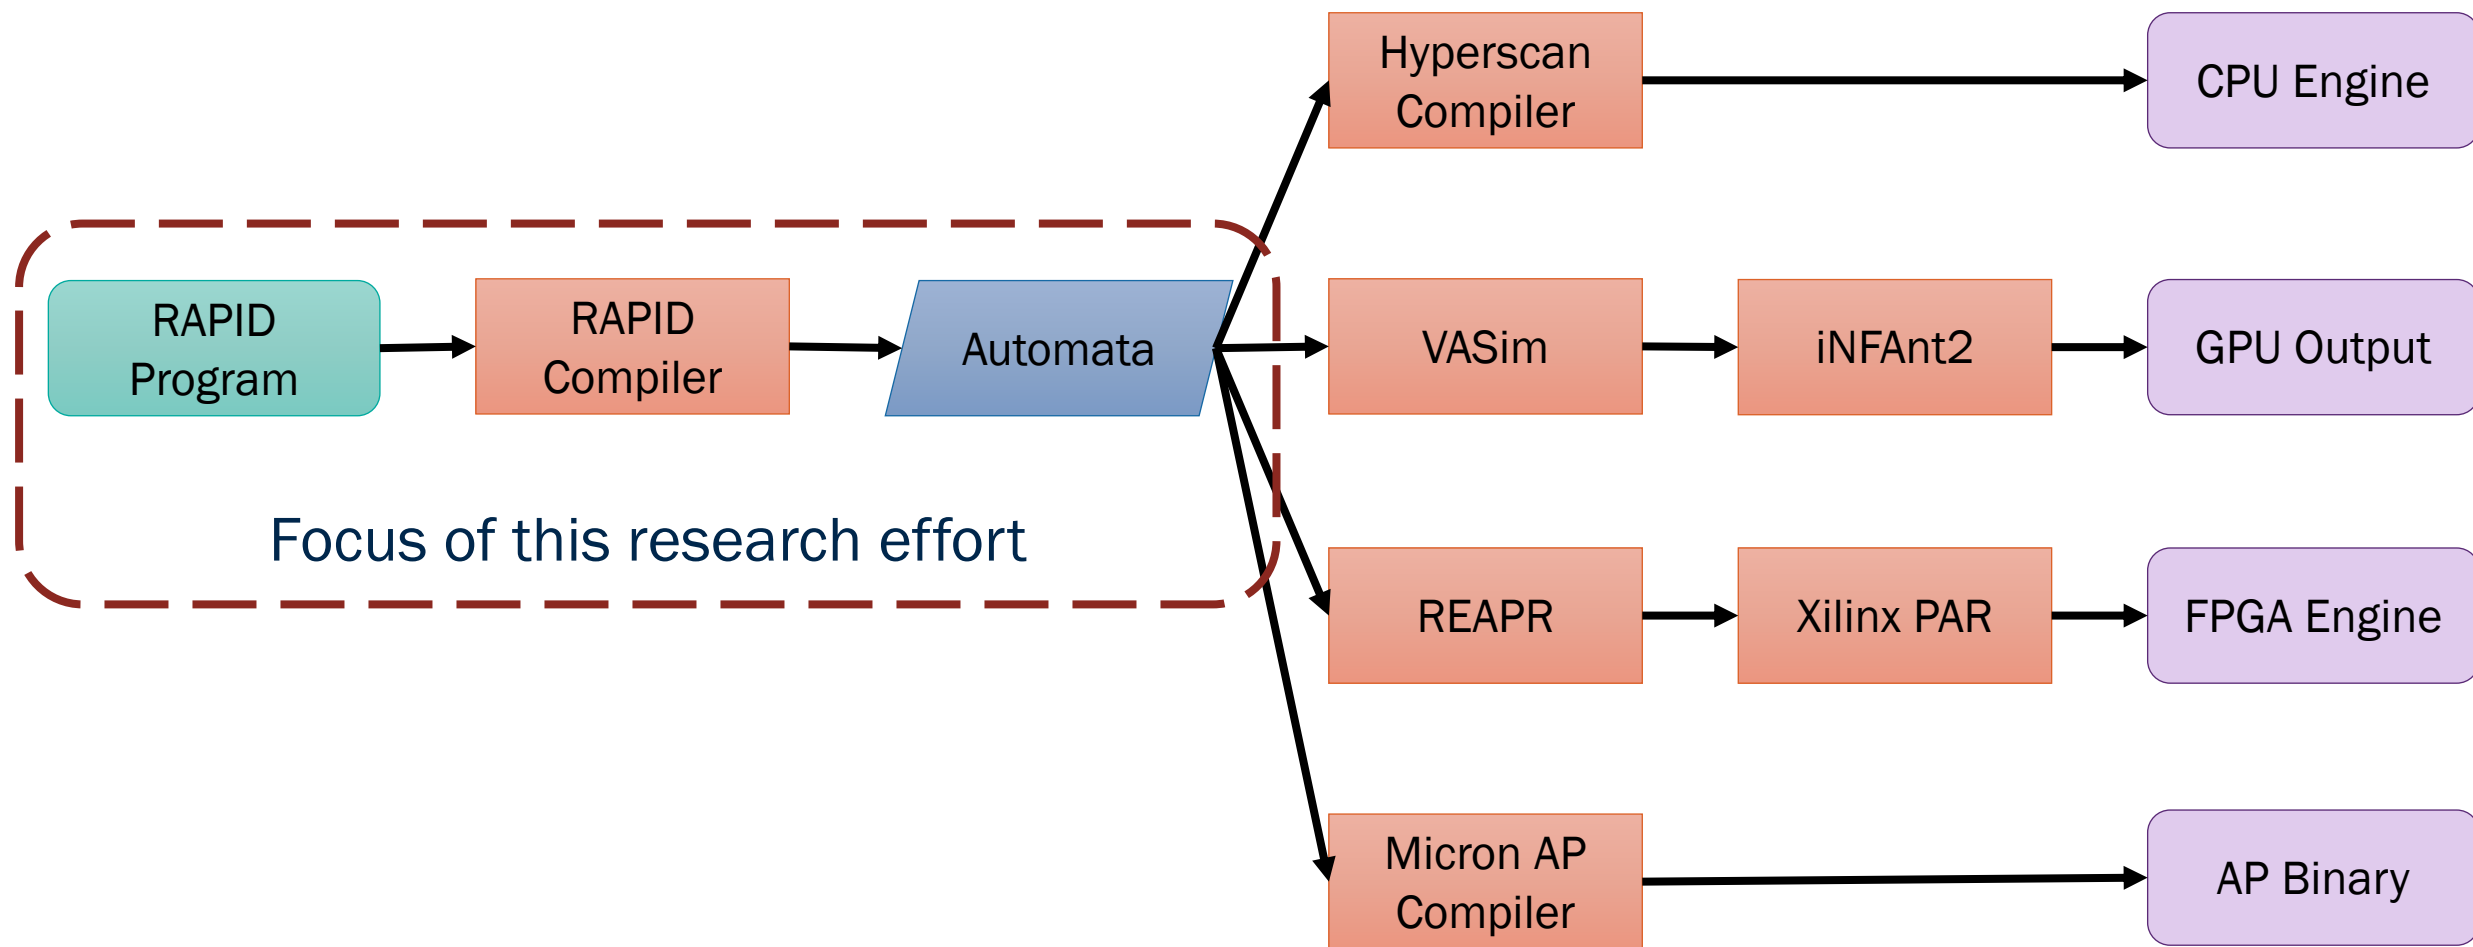 Hyperscan
Compiler
CPU Engine
RAPID
Program
RAPID
Compiler
Automata
VASim
iNFAnt2
GPU Output
Focus of this research effort
REAPR
Xilinx PAR
FPGA Engine
Micron AP
Compiler
AP Binary